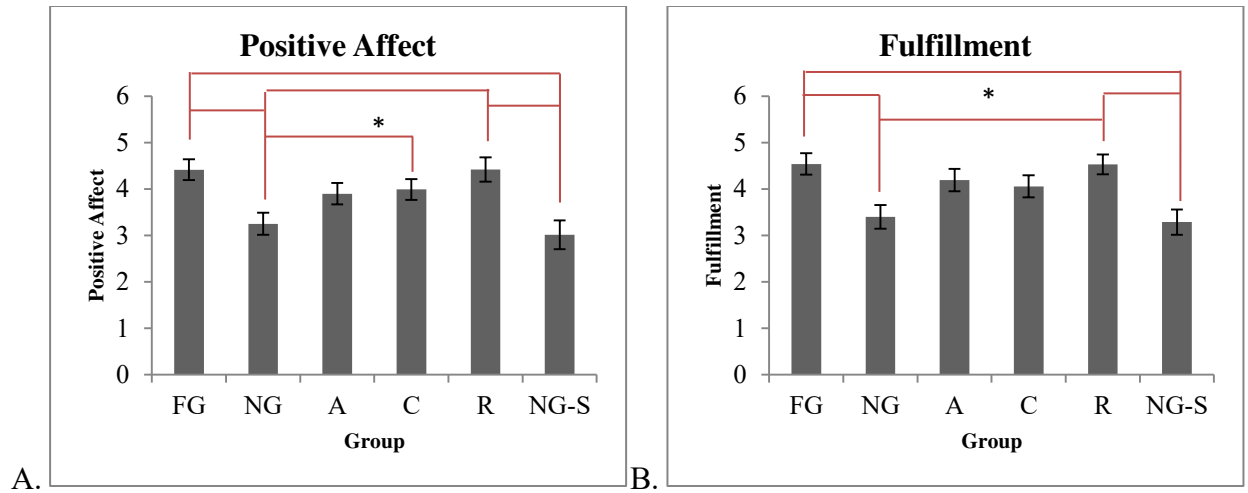 Positive Affect
6
5
4
3
2
1
0
Positive Affect
*
FG NG A C R NG-S
Group
A.
Fulfillment
6
5
4
3
2
1
0
Fulfillment
*
FG NG A C R NG-S
Group
B.